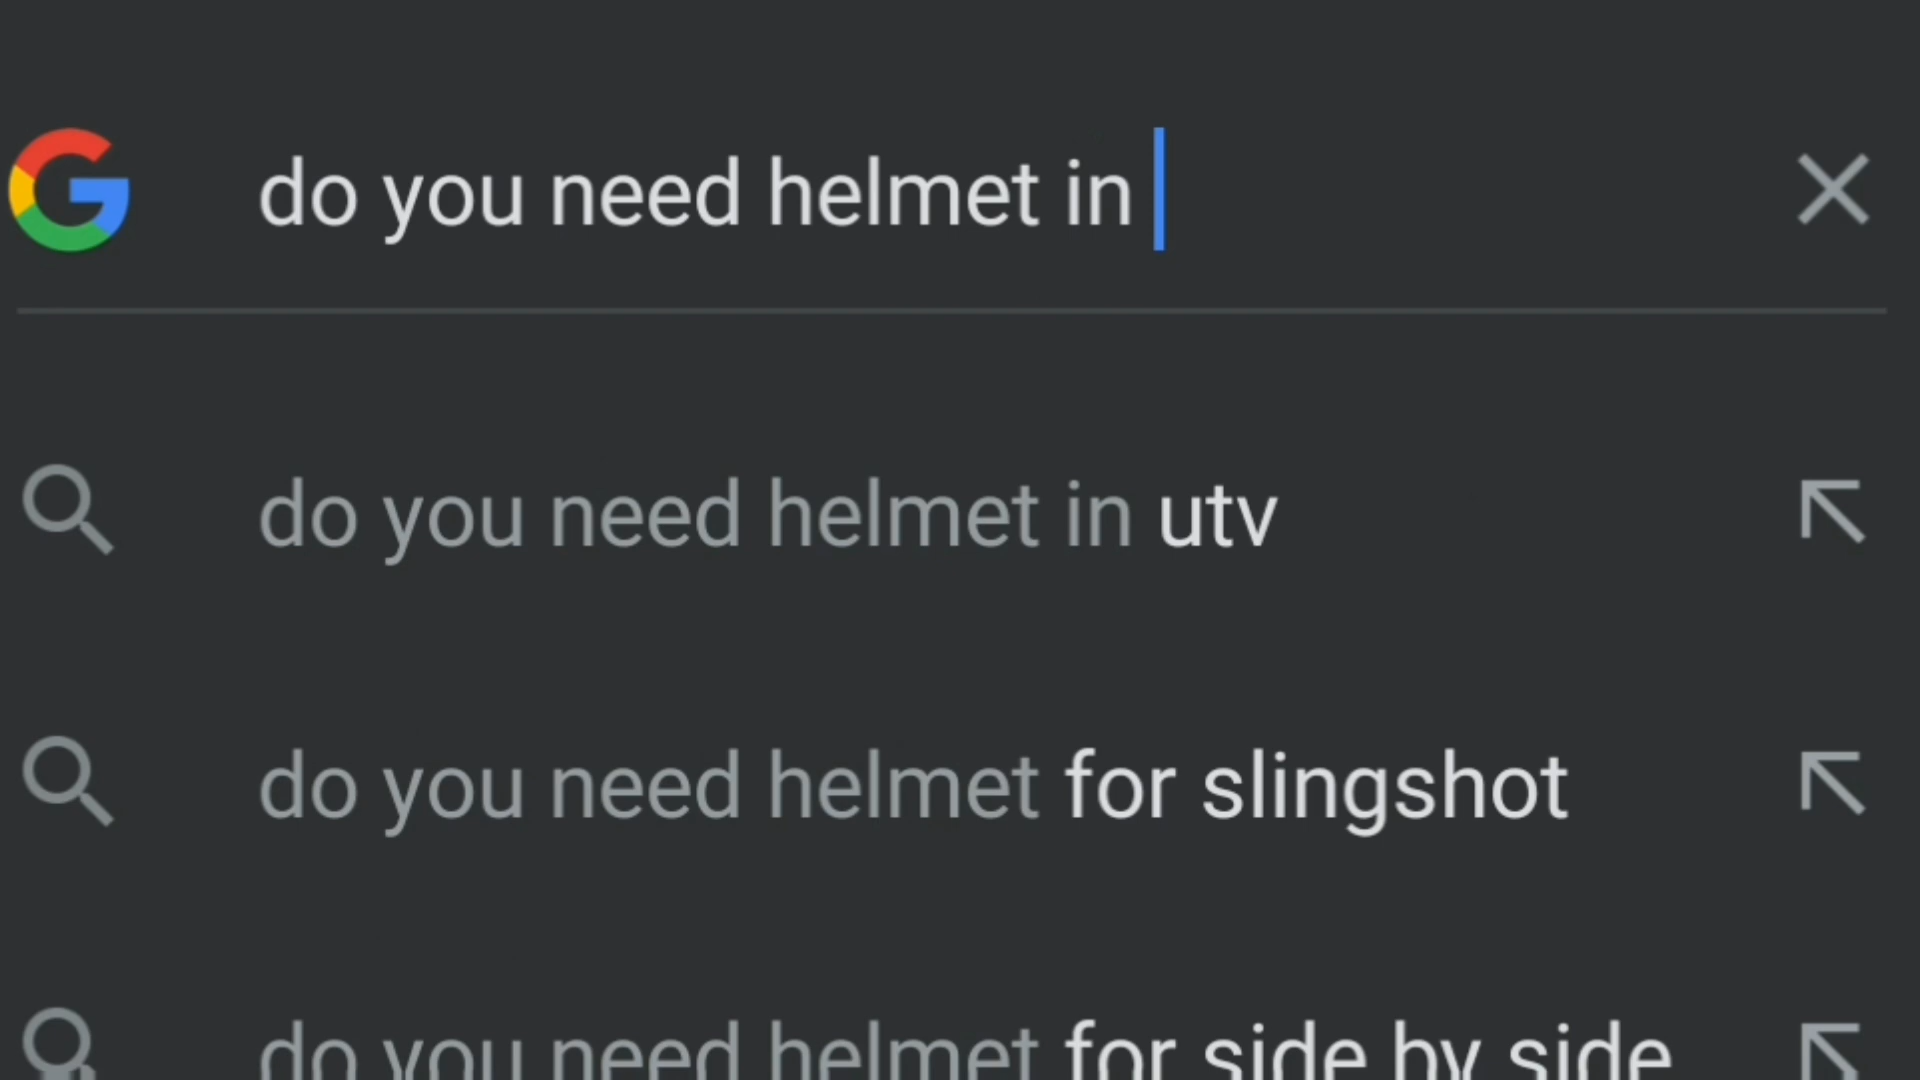 do you need helmet in
do you need helmet in utv
do you need helmet for slingshot
do you need helmet for side by side